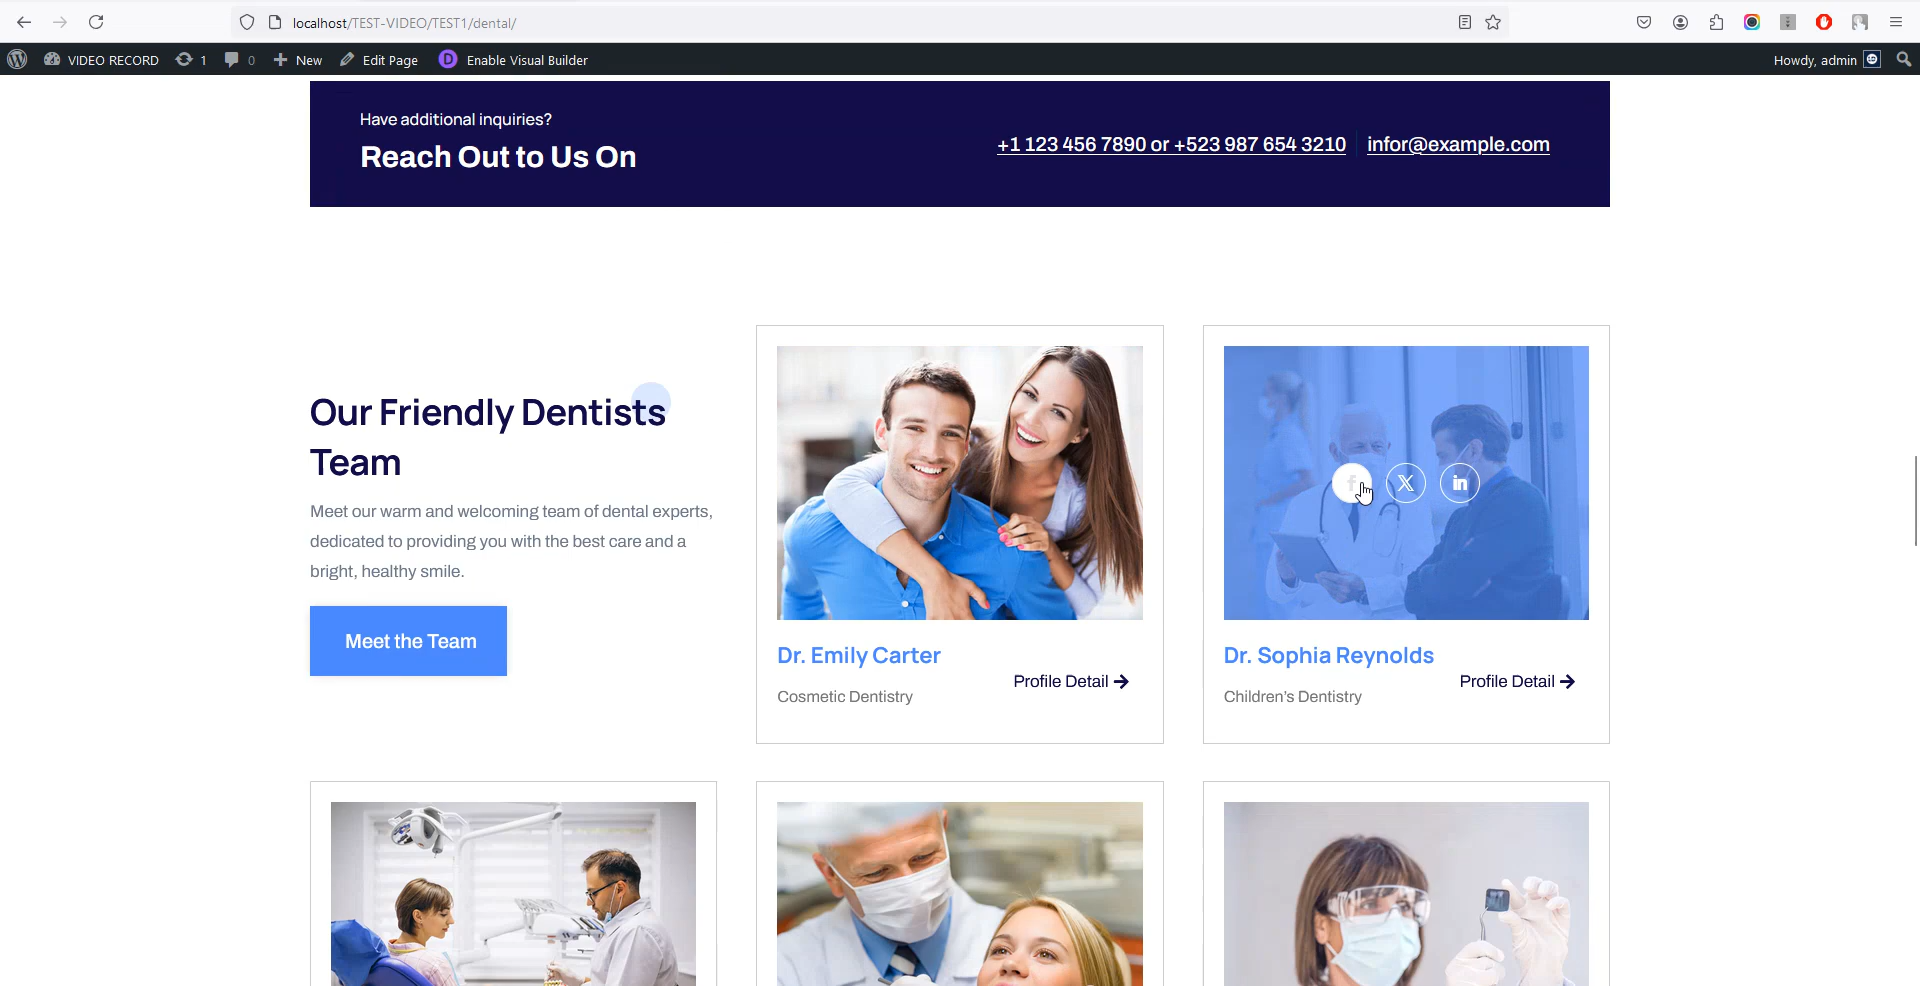 localhost/TEST-VIDEO/TEST1/dental/
VIDEO RECORD 1 0 New Edit Page D Enable Visual Builder Howdy, admin
Have additional inquiries?
Reach Out to Us On
+1 123 456 7890 or +523 987 654 3210 infor@example.com
Our Friendly Dentists
Team
Meet our warm and welcoming team of dental experts,
dedicated to providing you with the best care and a
bright, healthy smile.
Meet the Team
Dr. Emily Carter
Cosmetic Dentistry
Profile Detail
Dr. Sophia Reynolds
Children's Dentistry
Profile Detail